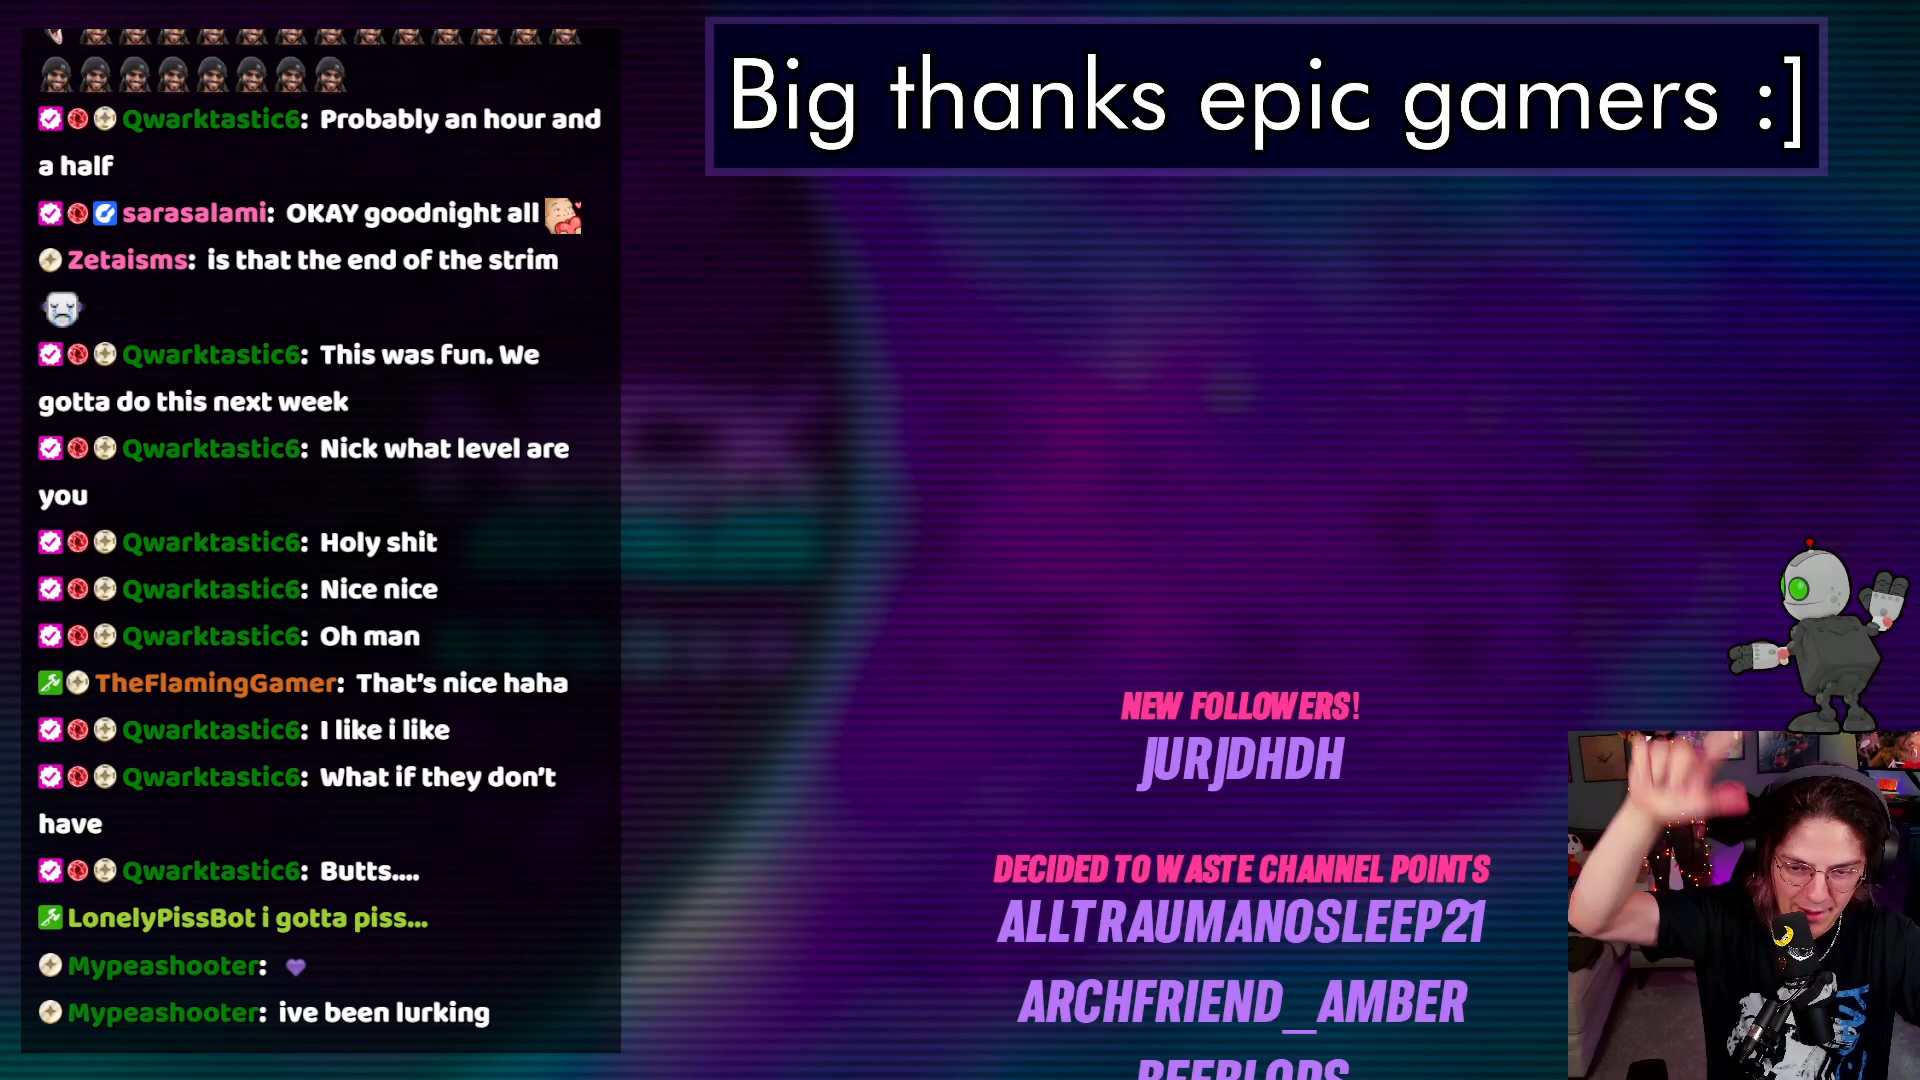 Big thanks epic gamers :]
Qwarktastic6: Probably an hour and
a half
sarasalami: OKAY goodnight all
Zetaisms: is that the end of the strim
Qwarktastic6: This was fun. We
gotta do this next week
Qwarktastic6: Nick what level are
you
Qwarktastic6: Holy shit
Qwarktastic6: Nice nice
Qwarktastic6: Oh man
TheFlamingGamer: That's nice haha
Qwarktastic6: I like i like
Qwarktastic6: What if they don't
have
Qwarktastic6: Butts....
LonelyPissBot i gotta piss...
Mypeashooter:
Mypeashooter: ive been lurking
NEW FOLLOWERS!
JURJDHDH
DECIDED TO WASTE CHANNEL POINTS
ALLTRAUMANOSLEEP21
ARCHFRIEND_AMBER